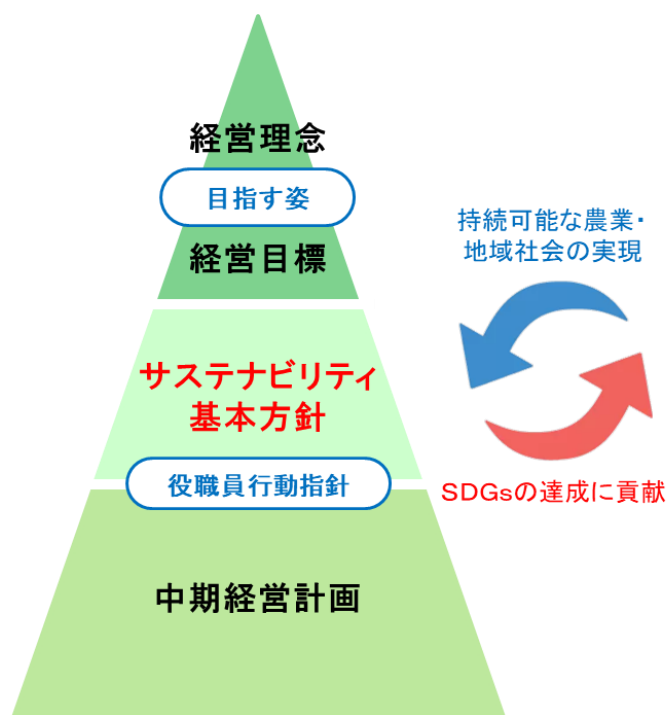 経営理念
目指す姿
経営目標
サステナビリティ
基本方針
役職員行動指針
中期経営計画
持続可能な農業・
地域社会の実現
SDGsの達成に貢献